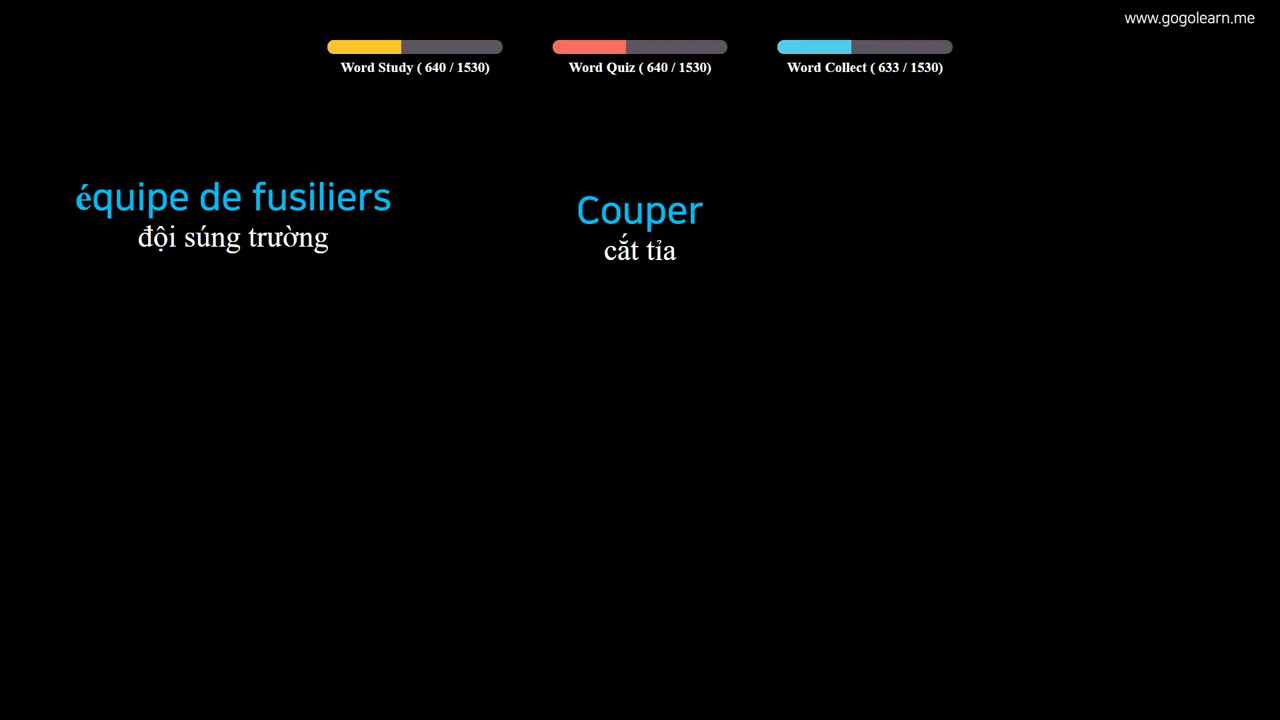 www.gogolearn.me
Word Study ( 640 / 1530)
Word Quiz ( 640 / 1530)
Word Collect ( 633 / 1530)
équipe de fusiliers
đội súng trường
Couper
cắt tỉa